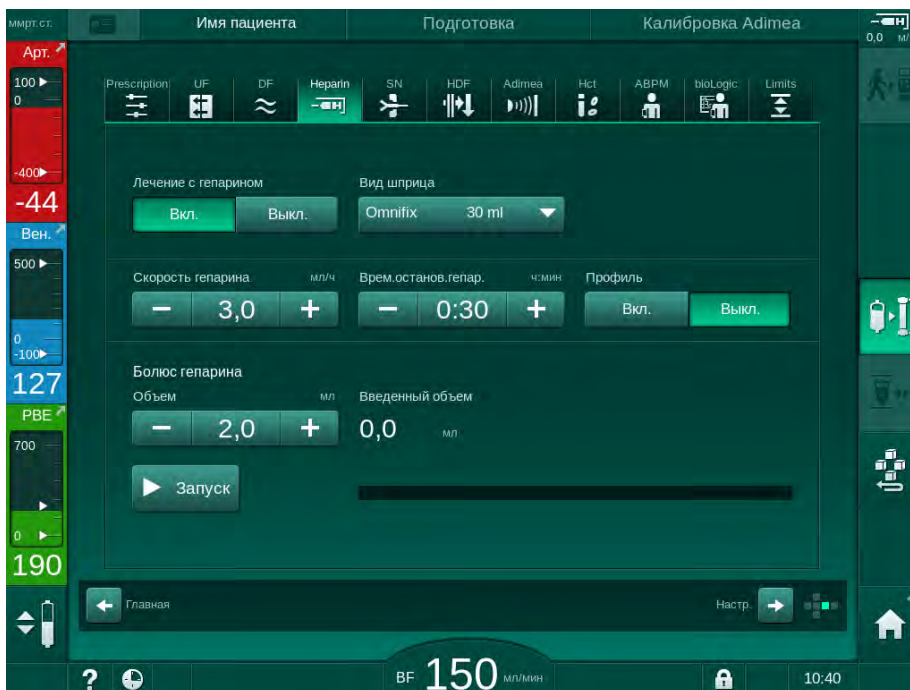 ммрт.ст.
Имя пациента
Подготовка
Калибровка Adimea
0,0 м/
Арт.
100
0
-400
-44
Вен.
500
0
-100
127
PBE
700
0
190
Prescription UF DF Heparin SN HDF Adimea Hct ABPM bioLogic Limits
Лечение с гепарином
Вкл. Выкл.
Вид шприца
Omnifix 30 ml
Скорость гепарина мл/ч
− 3,0 +
Врем.останов.гепар. ч:мин
− 0:30 +
Профиль
Вкл. Выкл.
Болюс гепарина
Объем мл
− 2,0 +
Введенный объем
0,0 мл
Запуск
Главная
Настр.
?
BF 150 мл/мин
10:40